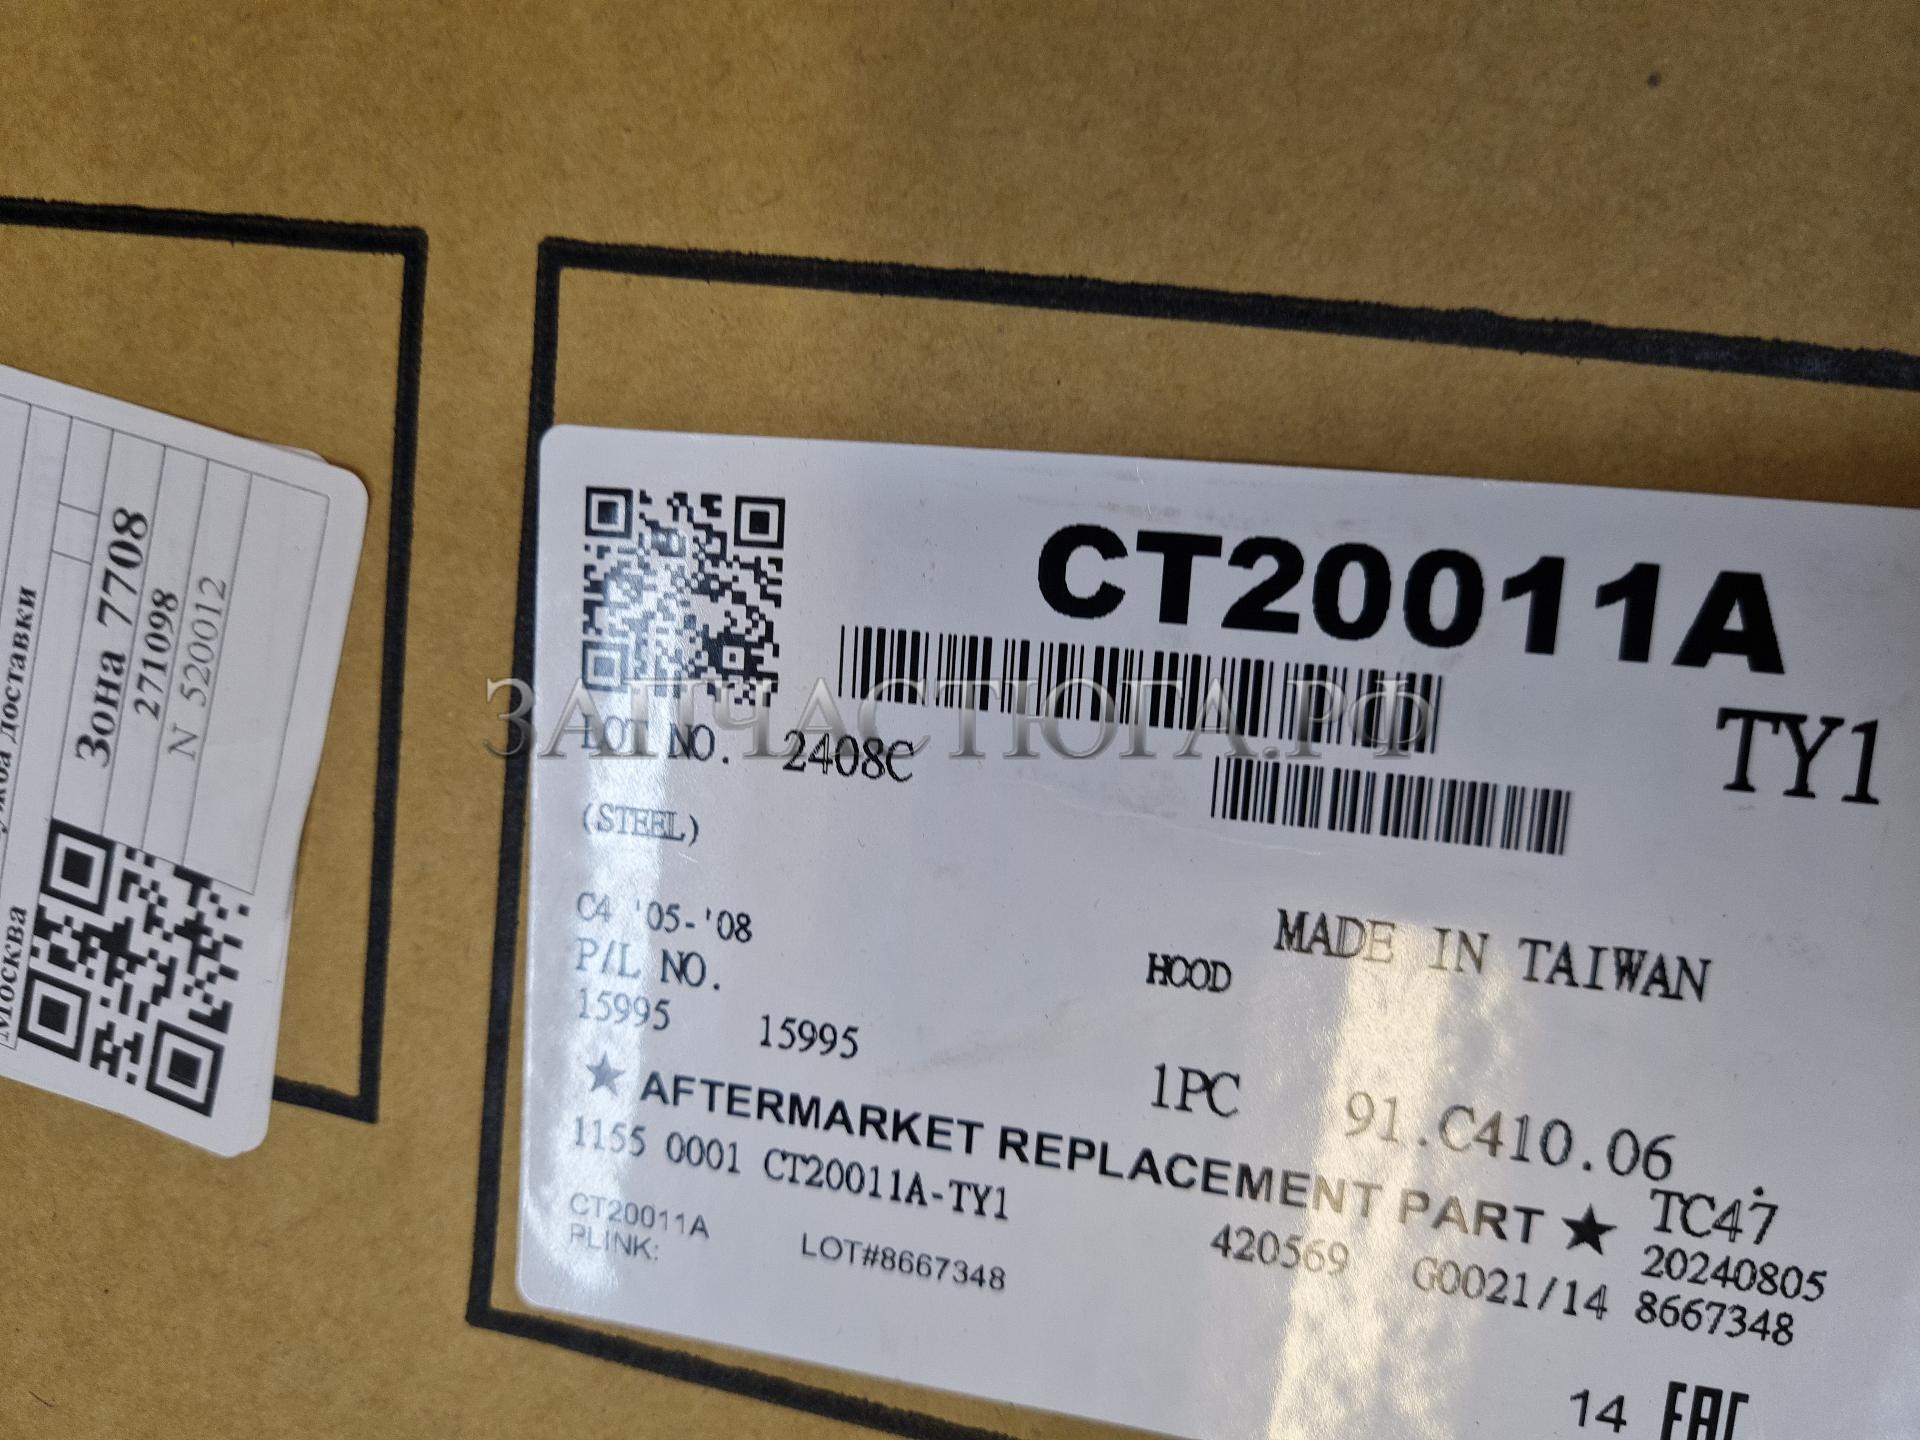 CT20011A
TY1
LOT NO. 2408C
(STEEL)
C4 '05-'08
MADE IN TAIWAN
P/L NO.
HOOD
15995 15995
1PC 91.C410.06
★ AFTERMARKET REPLACEMENT PART ★ TC47
1155 0001 CT20011A-TY1
420569 G0021/14 20240805
8667348
CT20011A
PLINK: LOT#8667348
14 EAC
доставки
Зона 7708
271098
N 520012
Москва
ЗАПЧАСТЮГА.РФ